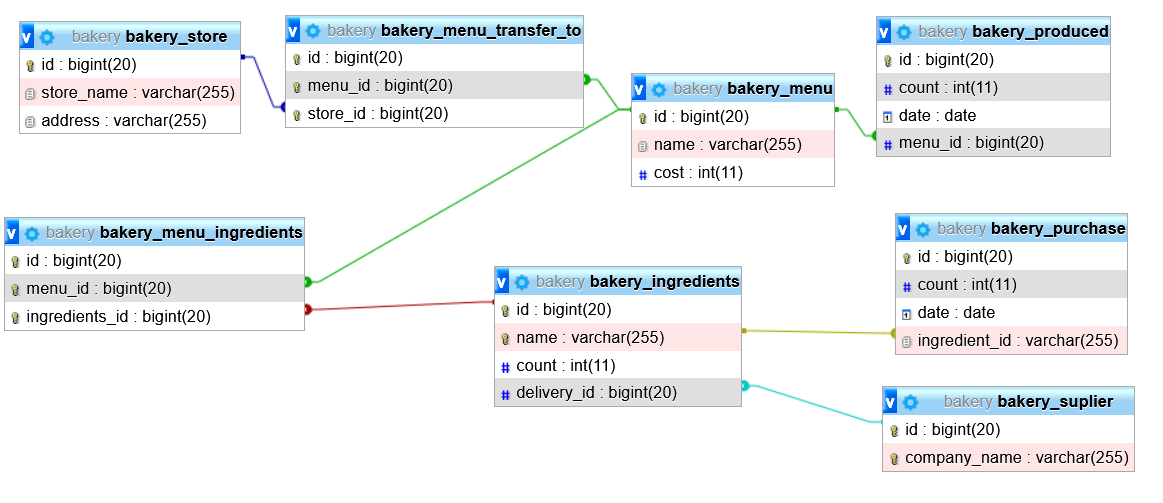 v bakery bakery_store
id : bigint(20)
store_name : varchar(255)
address : varchar(255)
v bakery bakery_menu_transfer_to
id : bigint(20)
menu_id : bigint(20)
store_id : bigint(20)
v bakery bakery_menu
id : bigint(20)
name : varchar(255)
# cost : int(11)
v bakery bakery_produced
id : bigint(20)
# count : int(11)
date : date
# menu_id : bigint(20)
v bakery bakery_menu_ingredients
id : bigint(20)
menu_id : bigint(20)
ingredients_id : bigint(20)
v bakery bakery_ingredients
id : bigint(20)
name : varchar(255)
# count : int(11)
# delivery_id : bigint(20)
v bakery bakery_purchase
id : bigint(20)
# count : int(11)
date : date
ingredient_id : varchar(255)
v bakery bakery_suplier
id : bigint(20)
company_name : varchar(255)